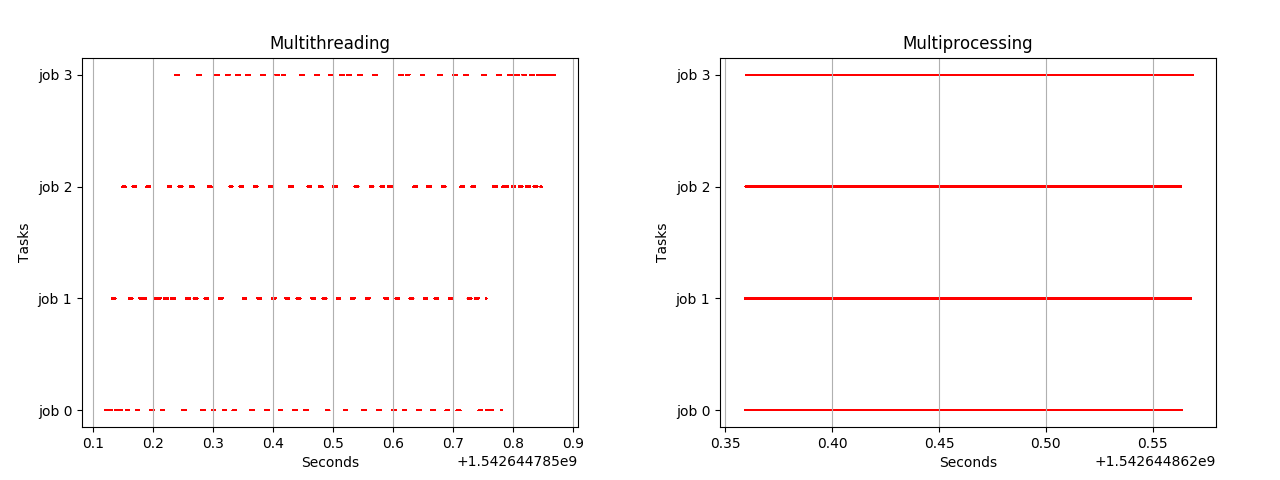 Multithreading
job 3
job 2
job 1
job 0
Tasks
0.1 0.2 0.3 0.4 0.5 0.6 0.7 0.8 0.9
Seconds
+1.542644785e9
Multiprocessing
job 3
job 2
job 1
job 0
Tasks
0.35 0.40 0.45 0.50 0.55
Seconds
+1.542644862e9